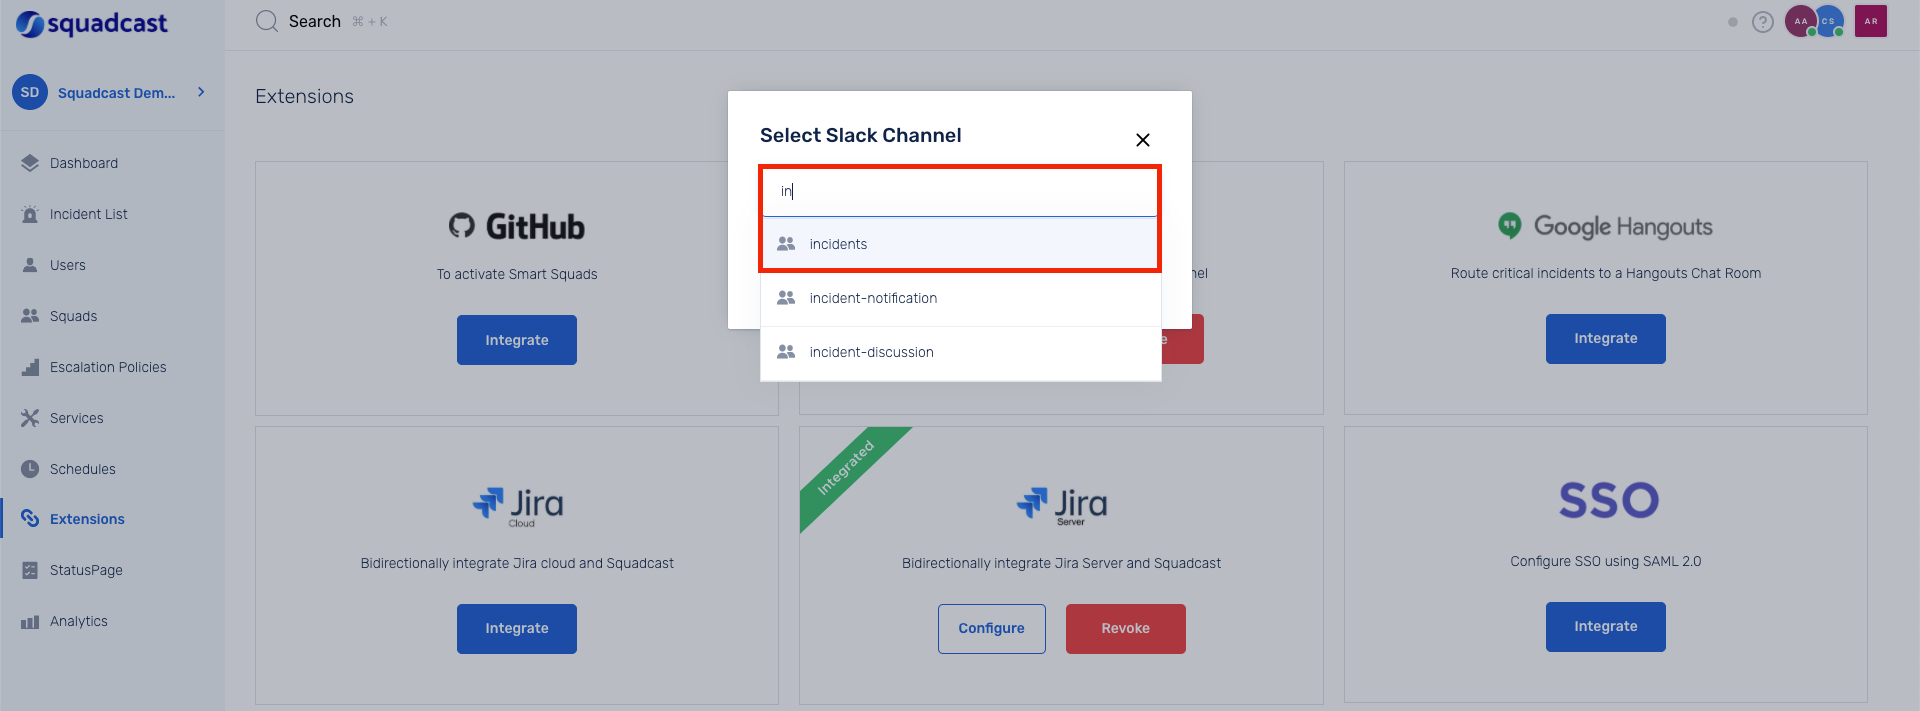 squadcast
Search ⌘ + K
?
AA
CS
AR
SD
Squadcast Dem...
Dashboard
Incident List
Users
Squads
Escalation Policies
Services
Schedules
Extensions
StatusPage
Analytics
Extensions
Select Slack Channel
in
incidents
incident-notification
incident-discussion
GitHub
To activate Smart Squads
Integrate
Google Hangouts
Route critical incidents to a Hangouts Chat Room
Integrate
Jira
Cloud
Bidirectionally integrate Jira cloud and Squadcast
Integrate
Integrated
Jira
Server
Bidirectionally integrate Jira Server and Squadcast
Configure
Revoke
SSO
Configure SSO using SAML 2.0
Integrate